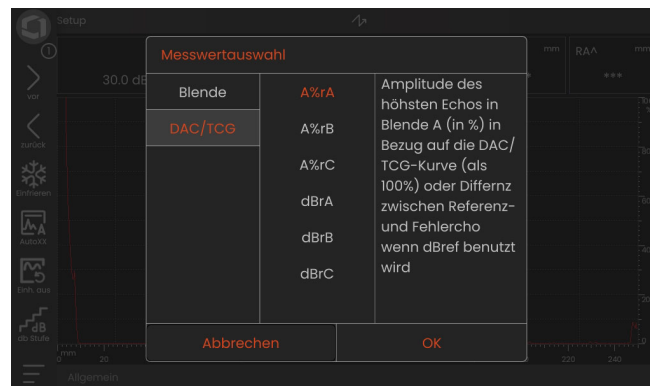 Setup
1
30.0 dB
mm
RA^
mm
***
Messwertauswahl
Blende
DAC/TCG
A%rA
A%rB
A%rC
dBrA
dBrB
dBrC
Amplitude des
höchsten Echos in
Blende A (in %) in
Bezug auf die DAC/
TCG-Kurve (als
100%) oder Differnz
zwischen Referenz-
und Fehlercho
wenn dBref benutzt
wird
Abbrechen
OK
vor
zurück
Einfrieren
AutoXX
Einh. aus
dB
db Stufe
mm
20
220
240
Allgemein